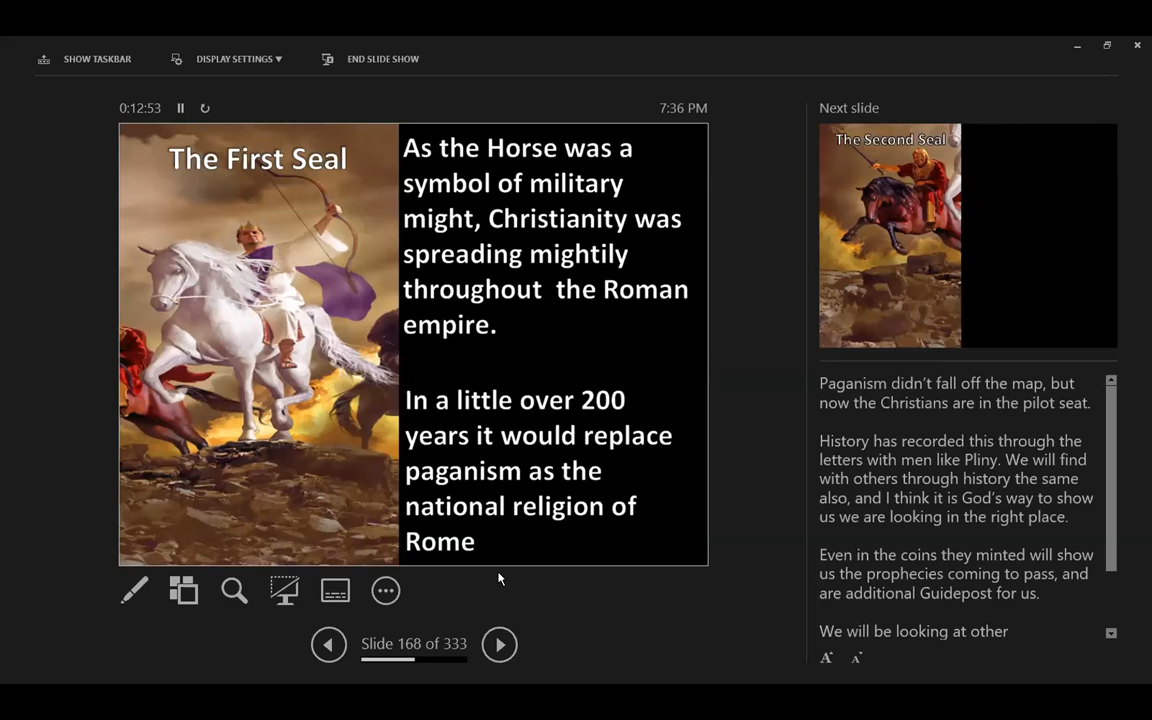 SHOW TASKBAR
DISPLAY SETTINGS
END SLIDE SHOW
0:12:53
7:36 PM
The First Seal
As the Horse was a
symbol of military
might, Christianity was
spreading mightily
throughout the Roman
empire.
In a little over 200
years it would replace
paganism as the
national religion of
Rome
Slide 168 of 333
Next slide
The Second Seal
Paganism didn't fall off the map, but
now the Christians are in the pilot seat.
History has recorded this through the
letters with men like Pliny. We will find
with others through history the same
also, and I think it is God's way to show
us we are looking in the right place.
Even in the coins they minted will show
us the prophecies coming to pass, and
are additional Guidepost for us.
We will be looking at other
A A